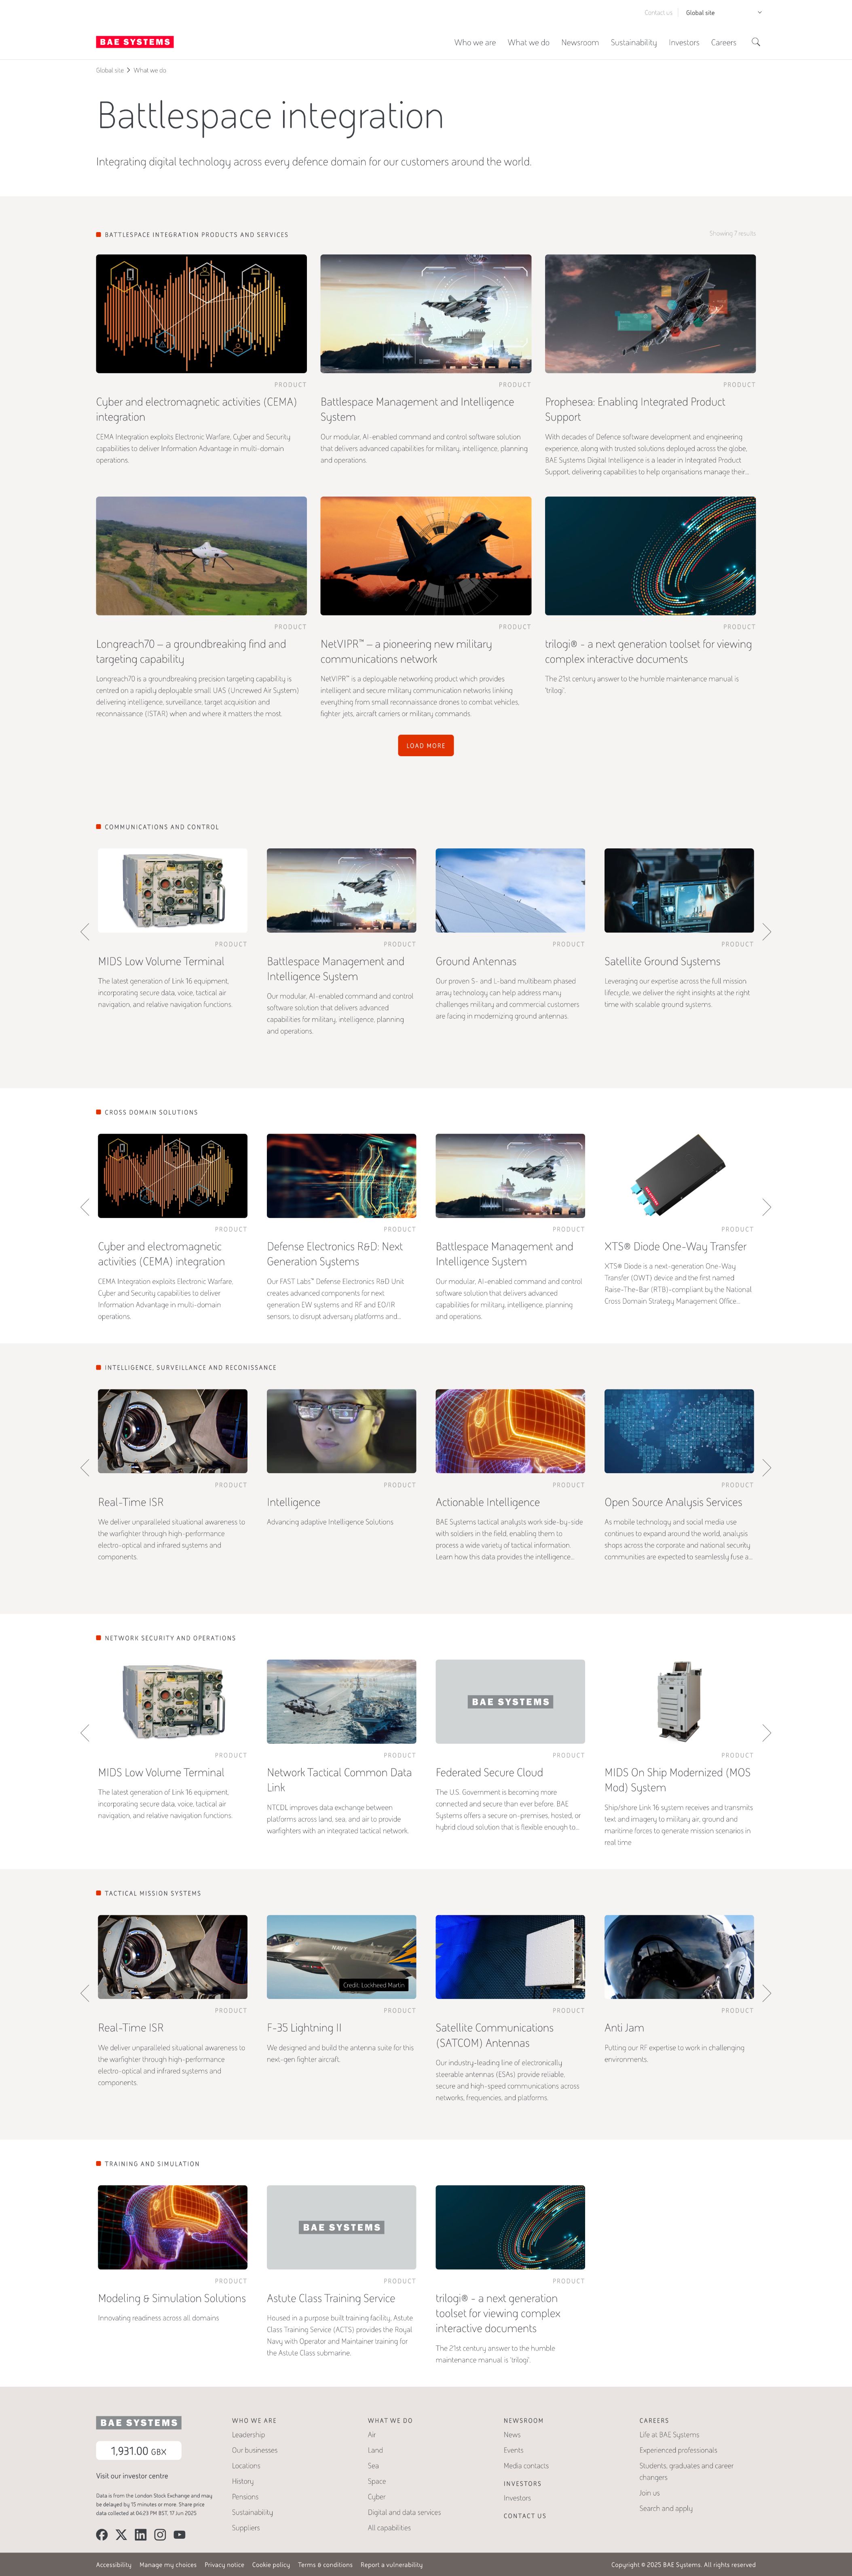 Contact us
Global site
BAE SYSTEMS
Who we are
What we do
Newsroom
Sustainability
Investors
Careers
Global site
What we do
Battlespace integration
Integrating digital technology across every defence domain for our customers around the world.
BATTLESPACE INTEGRATION PRODUCTS AND SERVICES
Showing 7 results
PRODUCT
Cyber and electromagnetic activities (CEMA)
integration
CEMA Integration exploits Electronic Warfare, Cyber and Security
capabilities to deliver Information Advantage in multi-domain
operations.
PRODUCT
Battlespace Management and Intelligence
System
Our modular, AI-enabled command and control software solution
that delivers advanced capabilities for military, intelligence, planning
and operations.
PRODUCT
Prophesea: Enabling Integrated Product
Support
With decades of Defence software development and engineering
experience, along with trusted solutions deployed across the globe,
BAE Systems Digital Intelligence is a leader in Integrated Product
Support, delivering capabilities to help organisations manage their...
PRODUCT
Longreach70 – a groundbreaking find and
targeting capability
Longreach70 is a groundbreaking precision targeting capability is
centred on a rapidly deployable small UAS (Uncrewed Air System)
delivering intelligence, surveillance, target acquisition and
reconnaissance (ISTAR) when and where it matters the most.
PRODUCT
NetVIPR™ – a pioneering new military
communications network
NetVIPR™ is a deployable networking product which provides
intelligent and secure military communication networks linking
everything from small reconnaissance drones to combat vehicles,
fighter jets, aircraft carriers or military commands.
PRODUCT
trilogi® - a next generation toolset for viewing
complex interactive documents
The 21st century answer to the humble maintenance manual is
'trilogi'.
LOAD MORE
COMMUNICATIONS AND CONTROL
PRODUCT
MIDS Low Volume Terminal
The latest generation of Link 16 equipment,
incorporating secure data, voice, tactical air
navigation, and relative navigation functions.
PRODUCT
Battlespace Management and
Intelligence System
Our modular, AI-enabled command and control
software solution that delivers advanced
capabilities for military, intelligence, planning
and operations.
PRODUCT
Ground Antennas
Our proven S- and L-band multibeam phased
array technology can help address many
challenges military and commercial customers
are facing in modernizing ground antennas.
PRODUCT
Satellite Ground Systems
Leveraging our expertise across the full mission
lifecycle, we deliver the right insights at the right
time with scalable ground systems.
CROSS DOMAIN SOLUTIONS
PRODUCT
Cyber and electromagnetic
activities (CEMA) integration
CEMA Integration exploits Electronic Warfare,
Cyber and Security capabilities to deliver
Information Advantage in multi-domain
operations.
PRODUCT
Defense Electronics R&D: Next
Generation Systems
Our FAST Labs™ Defense Electronics R&D Unit
creates advanced components for next
generation EW systems and RF and EO/IR
sensors, to disrupt adversary platforms and...
PRODUCT
Battlespace Management and
Intelligence System
Our modular, AI-enabled command and control
software solution that delivers advanced
capabilities for military, intelligence, planning
and operations.
PRODUCT
XTS® Diode One-Way Transfer
XTS® Diode is a next-generation One-Way
Transfer (OWT) device and the first named
Raise-The-Bar (RTB)-compliant by the National
Cross Domain Strategy Management Office...
INTELLIGENCE, SURVEILLANCE AND RECONISSANCE
PRODUCT
Real-Time ISR
We deliver unparalleled situational awareness to
the warfighter through high-performance
electro-optical and infrared systems and
components.
PRODUCT
Intelligence
Advancing adaptive Intelligence Solutions
PRODUCT
Actionable Intelligence
BAE Systems tactical analysts work side-by-side
with soldiers in the field, enabling them to
process a wide variety of tactical information.
Learn how this data provides the intelligence...
PRODUCT
Open Source Analysis Services
As mobile technology and social media use
continues to expand around the world, analysis
shops across the corporate and national security
communities are expected to seamlessly fuse a...
NETWORK SECURITY AND OPERATIONS
PRODUCT
MIDS Low Volume Terminal
The latest generation of Link 16 equipment,
incorporating secure data, voice, tactical air
navigation, and relative navigation functions.
PRODUCT
Network Tactical Common Data
Link
NTCDL improves data exchange between
platforms across land, sea, and air to provide
warfighters with an integrated tactical network.
BAE SYSTEMS
PRODUCT
Federated Secure Cloud
The U.S. Government is becoming more
connected and secure than ever before. BAE
Systems offers a secure on-premises, hosted, or
hybrid cloud solution that is flexible enough to...
PRODUCT
MIDS On Ship Modernized (MOS
Mod) System
Ship/shore Link 16 system receives and transmits
text and imagery to military air, ground and
maritime forces to generate mission scenarios in
real time
TACTICAL MISSION SYSTEMS
PRODUCT
Real-Time ISR
We deliver unparalleled situational awareness to
the warfighter through high-performance
electro-optical and infrared systems and
components.
NAVY
Credit: Lockheed Martin
PRODUCT
F-35 Lightning II
We designed and build the antenna suite for this
next-gen fighter aircraft.
PRODUCT
Satellite Communications
(SATCOM) Antennas
Our industry-leading line of electronically
steerable antennas (ESAs) provide reliable,
secure and high-speed communications across
networks, frequencies, and platforms.
PRODUCT
Anti Jam
Putting our RF expertise to work in challenging
environments.
TRAINING AND SIMULATION
PRODUCT
Modeling & Simulation Solutions
Innovating readiness across all domains
BAE SYSTEMS
PRODUCT
Astute Class Training Service
Housed in a purpose built training facility, Astute
Class Training Service (ACTS) provides the Royal
Navy with Operator and Maintainer training for
the Astute Class submarine.
PRODUCT
trilogi® - a next generation
toolset for viewing complex
interactive documents
The 21st century answer to the humble
maintenance manual is 'trilogi'.
BAE SYSTEMS
1,931.00 GBX
Visit our investor centre
Data is from the London Stock Exchange and may
be delayed by 15 minutes or more. Share price
data collected at 04:23 PM BST, 17 Jun 2025
WHO WE ARE
Leadership
Our businesses
Locations
History
Pensions
Sustainability
Suppliers
WHAT WE DO
Air
Land
Sea
Space
Cyber
Digital and data services
All capabilities
NEWSROOM
News
Events
Media contacts
INVESTORS
Investors
CONTACT US
CAREERS
Life at BAE Systems
Experienced professionals
Students, graduates and career
changers
Join us
Search and apply
Accessibility
Manage my choices
Privacy notice
Cookie policy
Terms & conditions
Report a vulnerability
Copyright © 2025 BAE Systems. All rights reserved